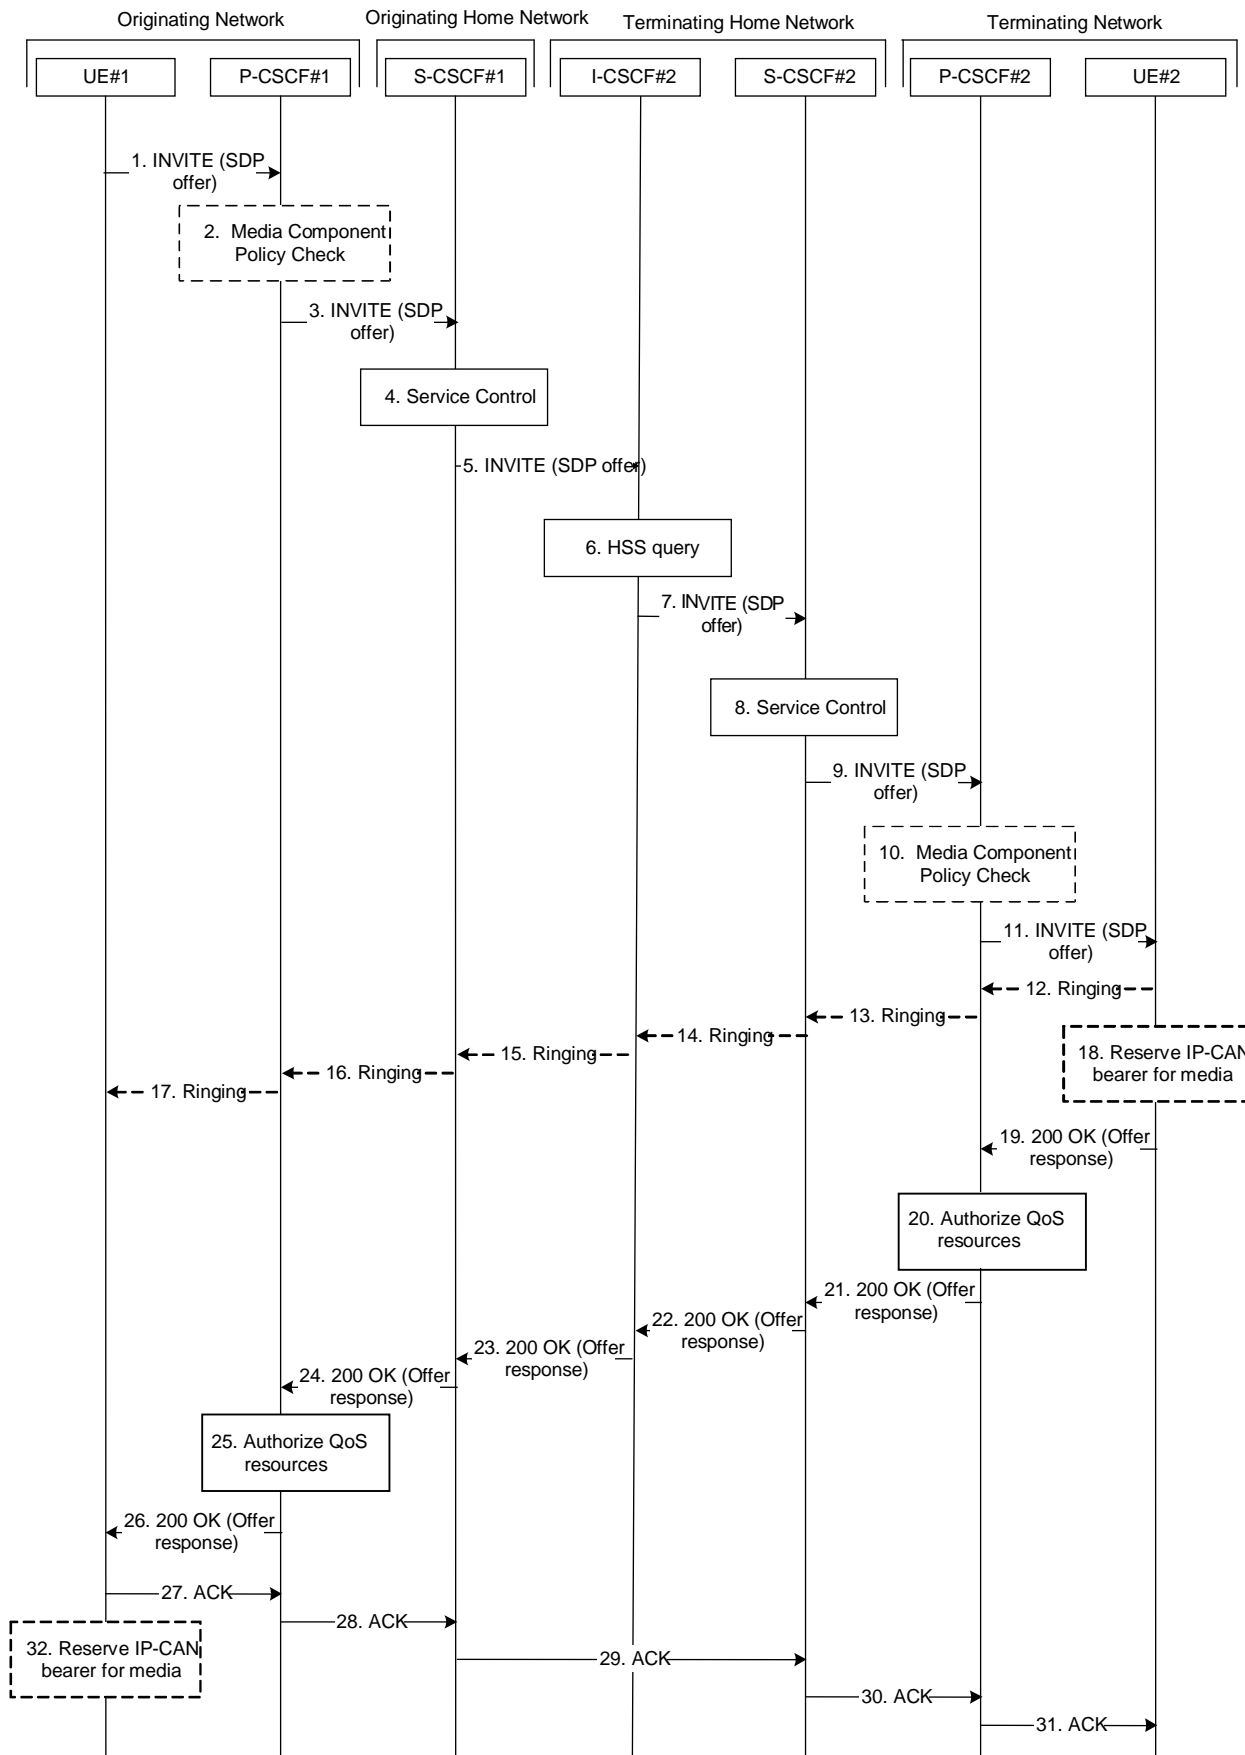 Originating Network
Originating Home Network
Terminating Home Network
Terminating Network
UE#1
P-CSCF#1
S-CSCF#1
I-CSCF#2
S-CSCF#2
P-CSCF#2
UE#2
1. INVITE (SDP
offer)
2. Media Component
Policy Check
3. INVITE (SDP
offer)
4. Service Control
5. INVITE (SDP offer)
6. HSS query
7. INVITE (SDP
offer)
8. Service Control
9. INVITE (SDP
offer)
10. Media Component
Policy Check
11. INVITE (SDP
offer)
12. Ringing
13. Ringing
14. Ringing
15. Ringing
16. Ringing
17. Ringing
18. Reserve IP-CAN
bearer for media
19. 200 OK (Offer
response)
20. Authorize QoS
resources
21. 200 OK (Offer
response)
22. 200 OK (Offer
response)
23. 200 OK (Offer
response)
24. 200 OK (Offer
response)
25. Authorize QoS
resources
26. 200 OK (Offer
response)
27. ACK
28. ACK
32. Reserve IP-CAN
bearer for media
29. ACK
30. ACK
31. ACK